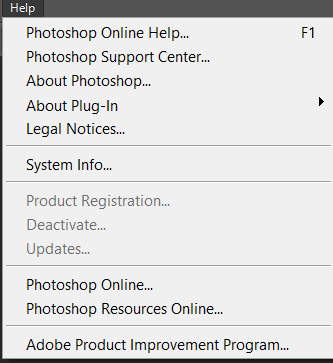 Help
Photoshop Online Help... F1
Photoshop Support Center...
About Photoshop...
About Plug-In
Legal Notices...
System Info...
Product Registration...
Deactivate...
Updates...
Photoshop Online...
Photoshop Resources Online...
Adobe Product Improvement Program...